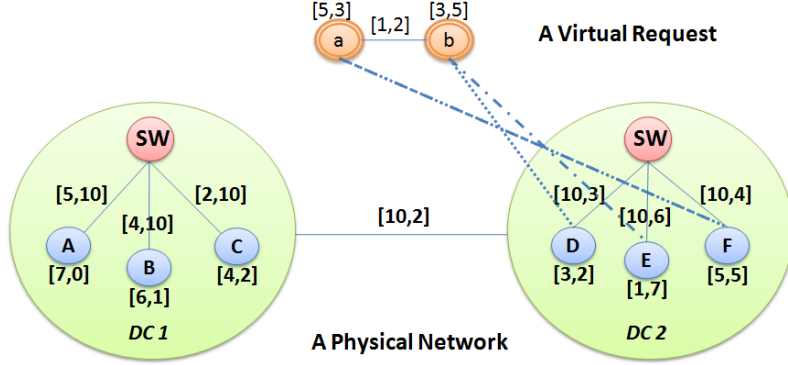 [5,3]
[3,5]
[1,2]
a
b
A Virtual Request
SW
SW
[5,10]
[2,10]
[10,3]
[10,4]
[4,10]
[10,2]
[10,6]
A
B
C
D
E
F
[7,0]
[6,1]
[4,2]
[3,2]
[1,7]
[5,5]
DC 1
DC 2
A Physical Network